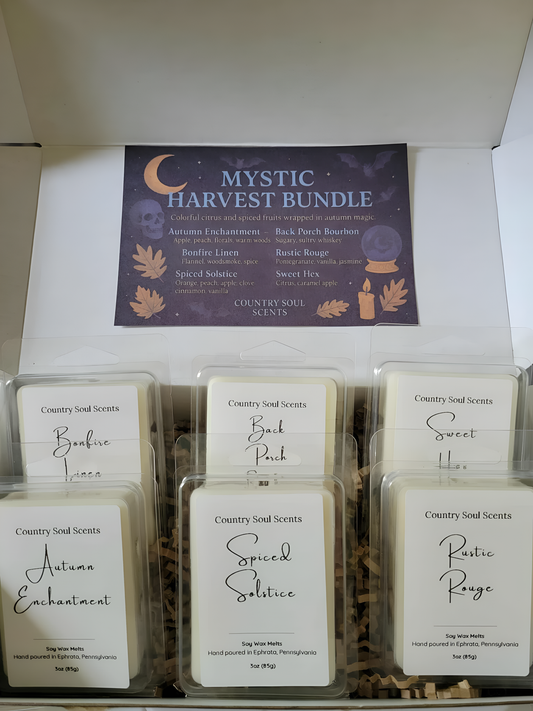 MYSTIC
HARVEST BUNDLE
Colorful citrus and spiced fruits wrapped in autumn magic.
Autumn Enchantment –
Apple, peach, florals, warm woods
Bonfire Linen
Flannel, woodsmoke, spice
Spiced Solstice
Orange, peach, apple, clove
cinnamon, vanilla
Back Porch Bourbon
Sugary, sultry whiskey
Rustic Rouge
Pomegranate, vanilla, jasmine
Sweet Hex
Citrus, caramel apple
COUNTRY SOUL
SCENTS
Country Soul Scents
Bonfire
Linen
Country Soul Scents
Back
Porch
Country Soul Scents
Sweet
Hex
Country Soul Scents
Autumn
Enchantment
Soy Wax Melts
Hand poured in Ephrata, Pennsylvania
3oz (85g)
Country Soul Scents
Spiced
Solstice
Soy Wax Melts
Hand poured in Ephrata, Pennsylvania
3oz (85g)
Country Soul Scents
Rustic
Rouge
Soy Wax Melts
Hand poured in Ephrata, Pennsylvania
3oz (85g)